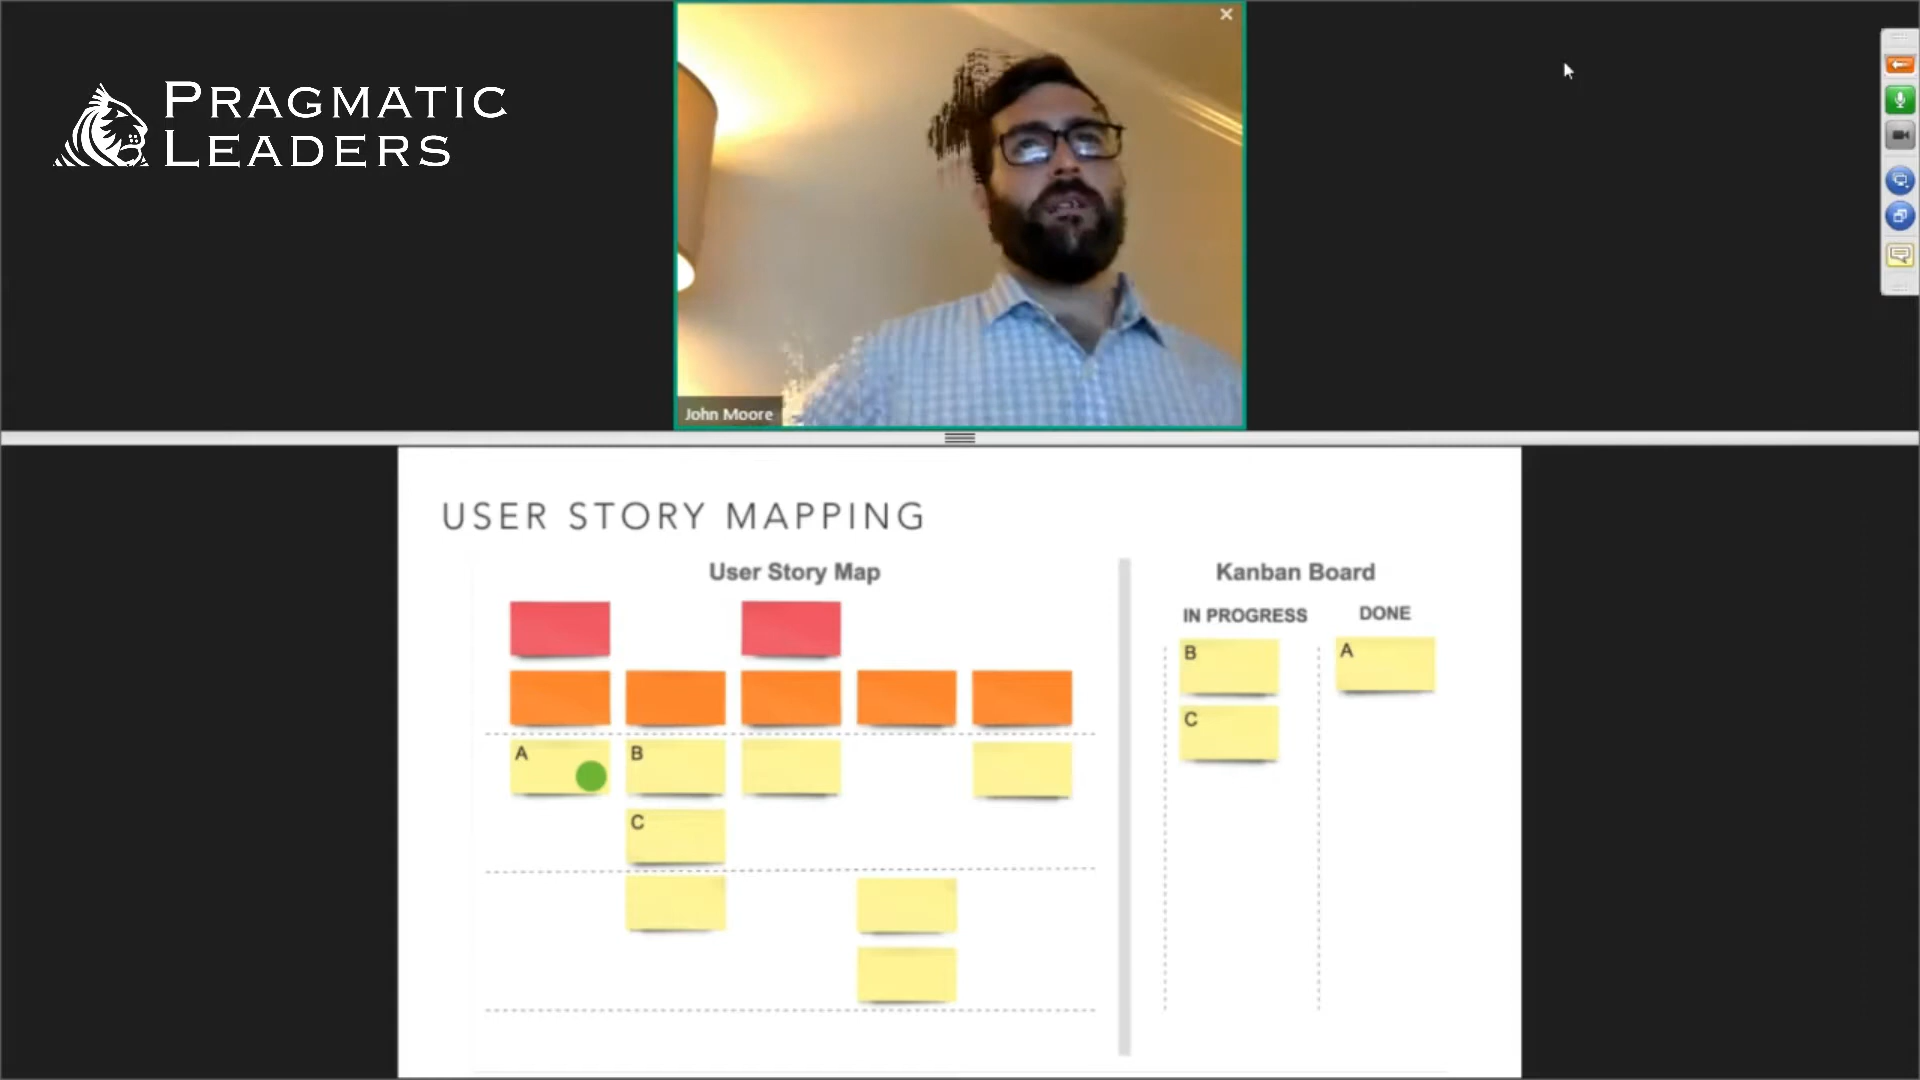 PRAGMATIC
LEADERS
John Moore
USER STORY MAPPING
User Story Map
Kanban Board
IN PROGRESS
DONE
B
A
C
A
B
C